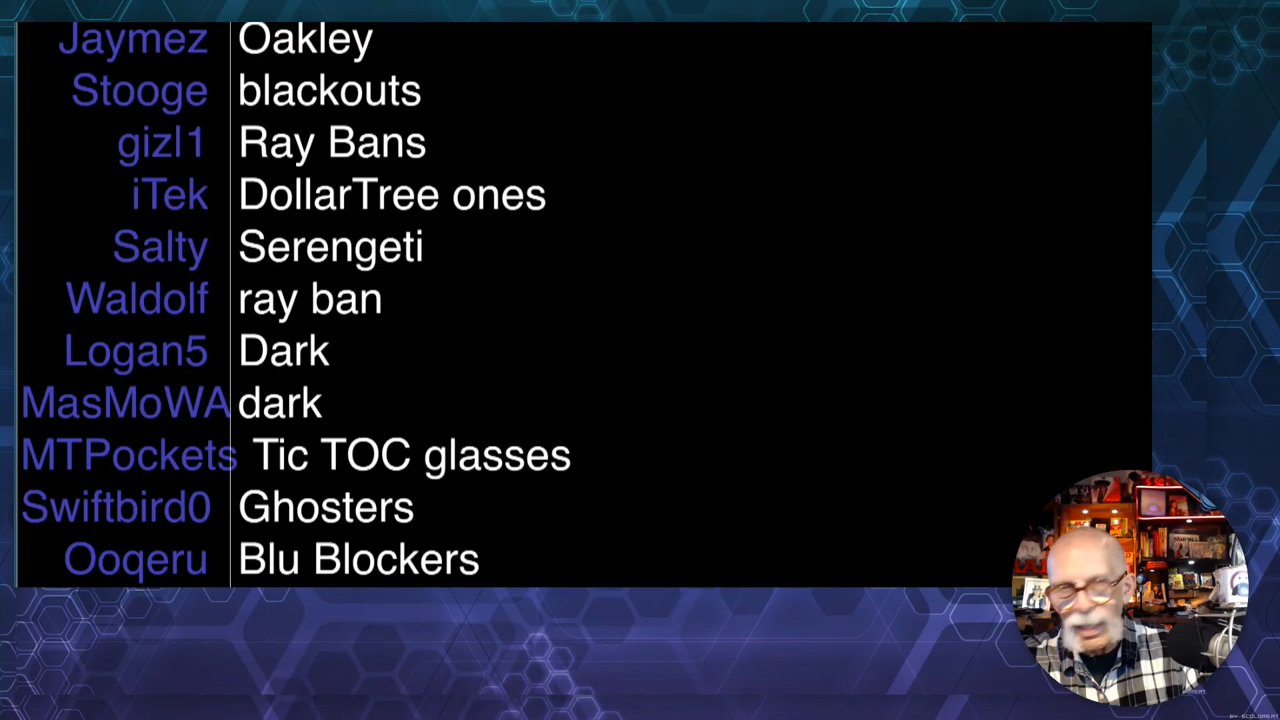 Jaymez Oakley
Stooge blackouts
gizl1 Ray Bans
iTek DollarTree ones
Salty Serengeti
Waldolf ray ban
Logan5 Dark
MasMoWA dark
MTPockets Tic TOC glasses
Swiftbird0 Ghosters
Ooqeru Blu Blockers